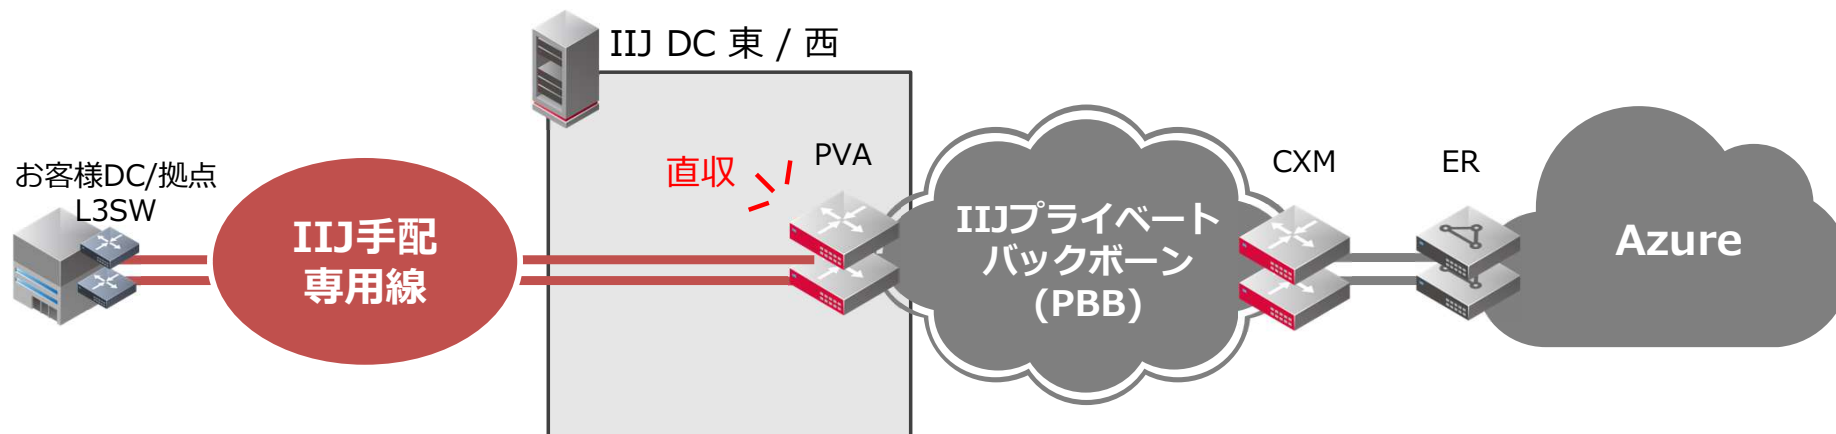 IIJ DC 東 / 西
お客様DC/拠点
L3SW
IIJ手配
専用線
直収
PVA
IIJプライベート
バックボーン
(PBB)
CXM
ER
Azure